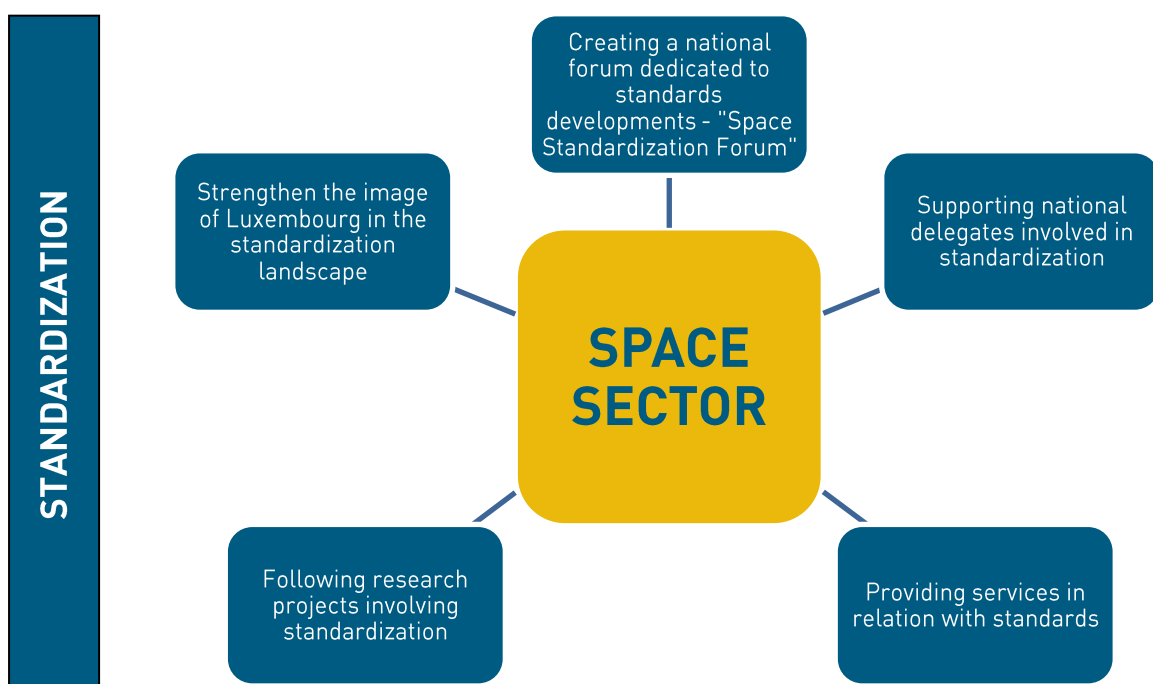 STANDARDIZATION
Creating a national
forum dedicated to
standards
developments - "Space
Standardization Forum"
Strengthen the image
of Luxembourg in the
standardization
landscape
Supporting national
delegates involved in
standardization
SPACE
SECTOR
Following research
projects involving
standardization
Providing services in
relation with standards